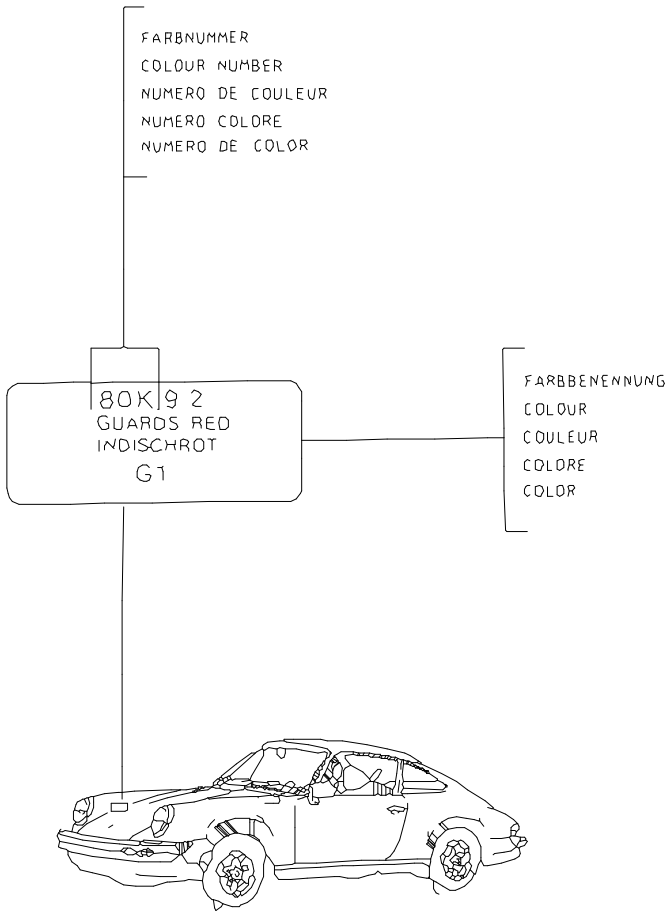 FARBNUMMER
COLOUR NUMBER
NUMERO DE COULEUR
NUMERO COLORE
NUMERO DE COLOR
80K 9 2
GUARDS RED
INDISCHROT
G1
FARBBENENNUNG
COLOUR
COULEUR
COLORE
COLOR